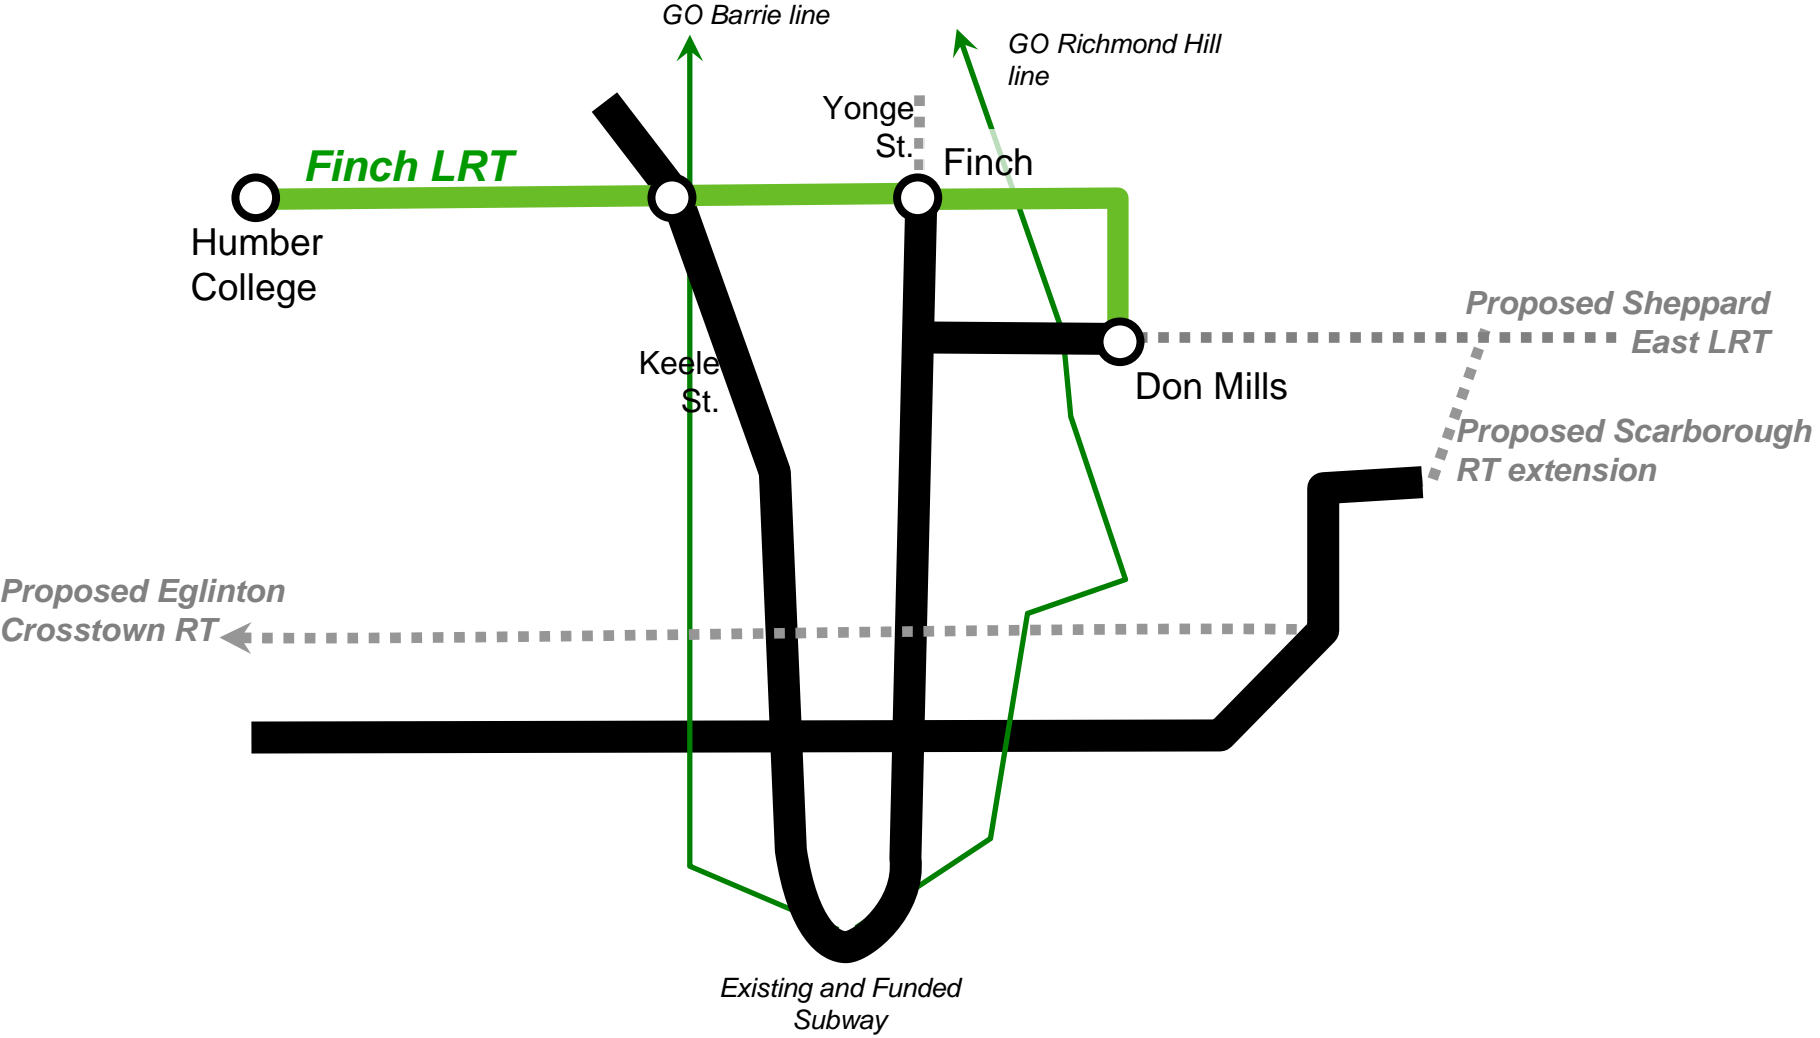 GO Barrie line
GO Richmond Hill
line
Yonge
St.
Finch LRT
Finch
Humber
College
Proposed Sheppard
East LRT
Keele
St.
Don Mills
Proposed Scarborough
RT extension
Proposed Eglinton
Crosstown RT
Existing and Funded
Subway